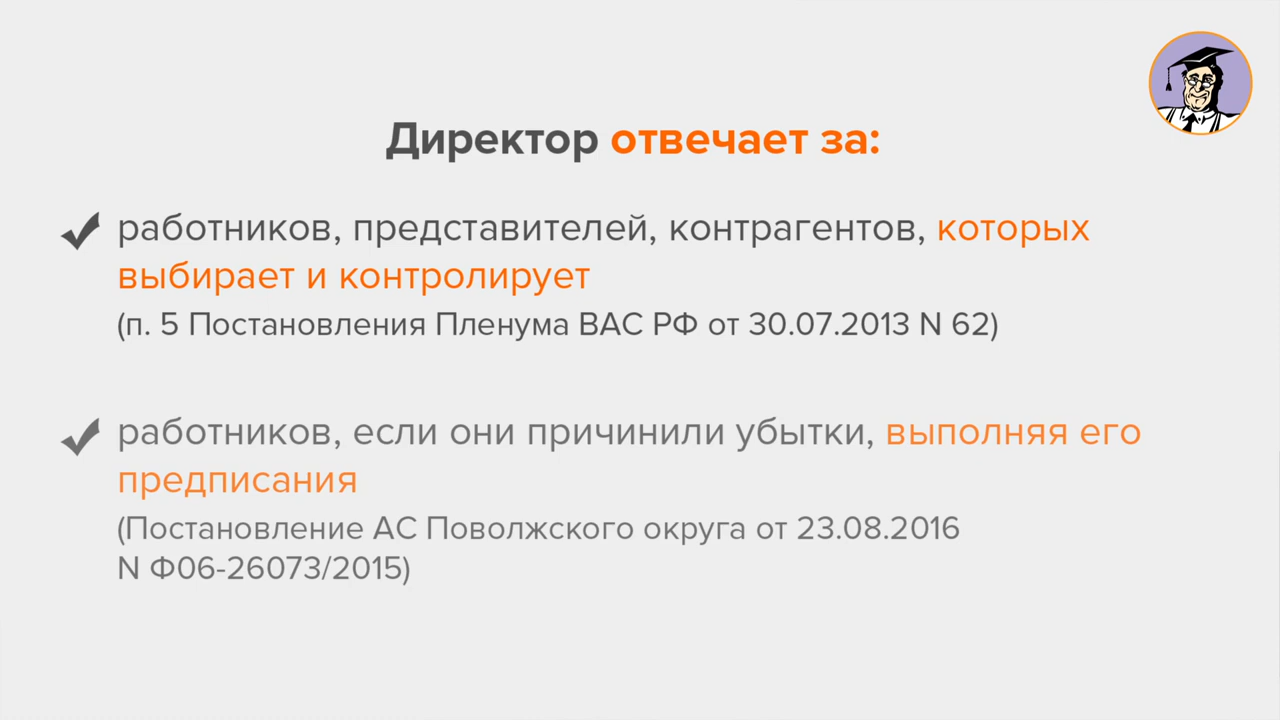 Директор отвечает за:
работников, представителей, контрагентов, которых
выбирает и контролирует
(п. 5 Постановления Пленума ВАС РФ от 30.07.2013 N 62)
работников, если они причинили убытки, выполняя его
предписания
(Постановление АС Поволжского округа от 23.08.2016
N Ф06-26073/2015)